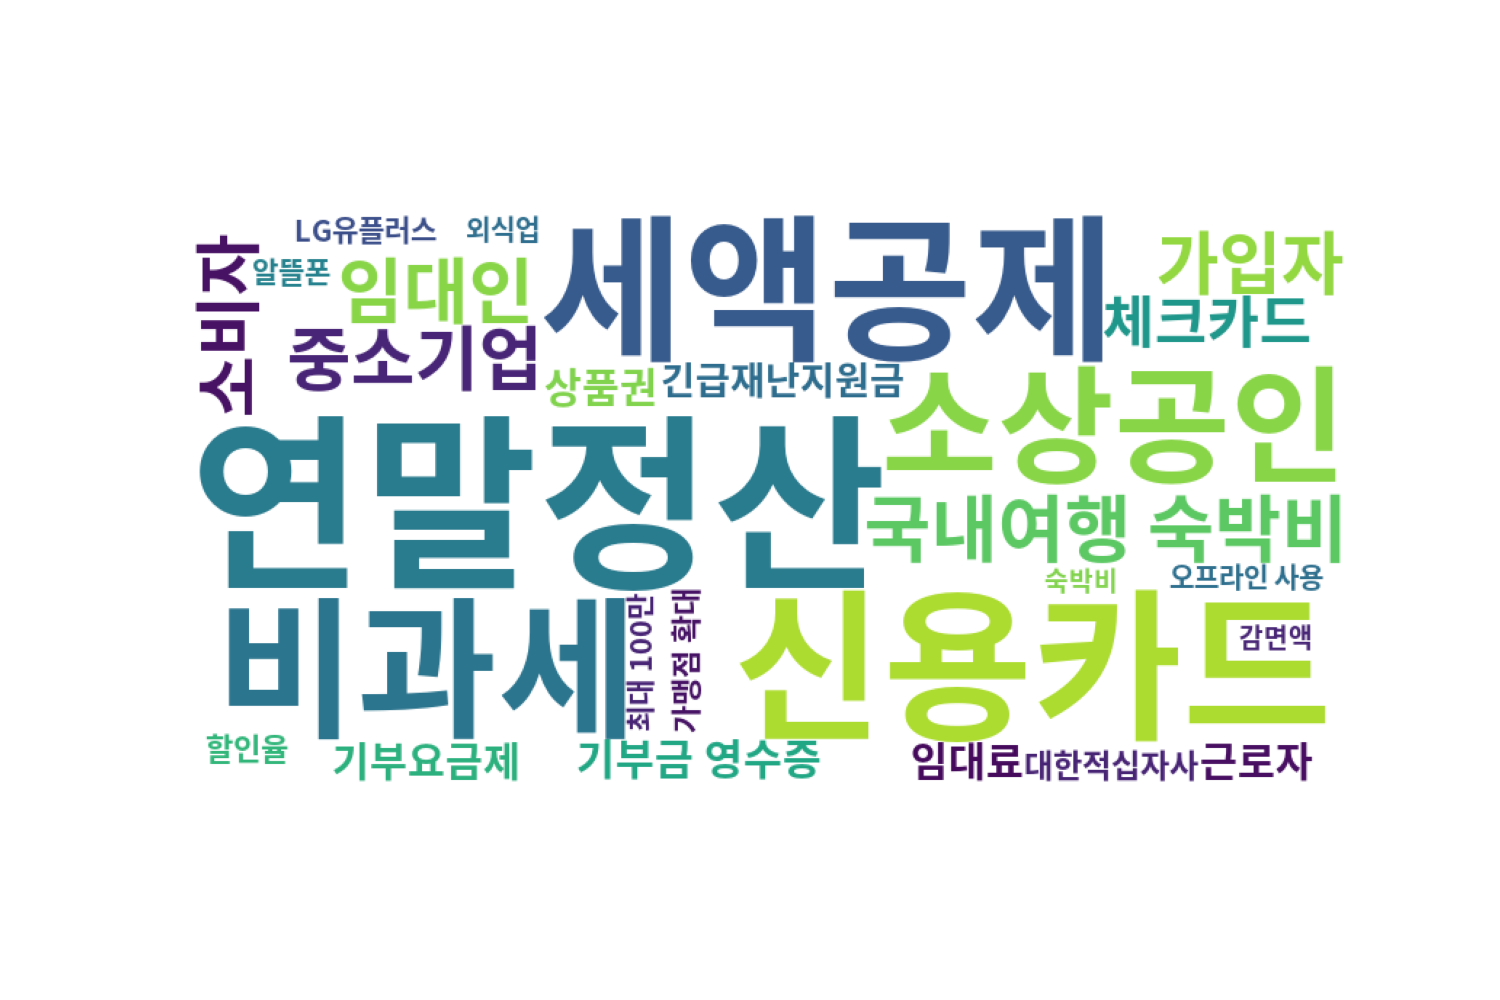 LG유플러스
외식업
세액공제
가입자
소비자
알뜰폰
임대인
체크카드
중소기업
상품권
긴급재난지원금
소상공인
연말정산
국내여행 숙박비
숙박비
오프라인 사용
비과세
최대 100만
가맹점 확대
신용카드
감면액
할인율
기부요금제
기부금 영수증
임대료
대한적십자사
근로자